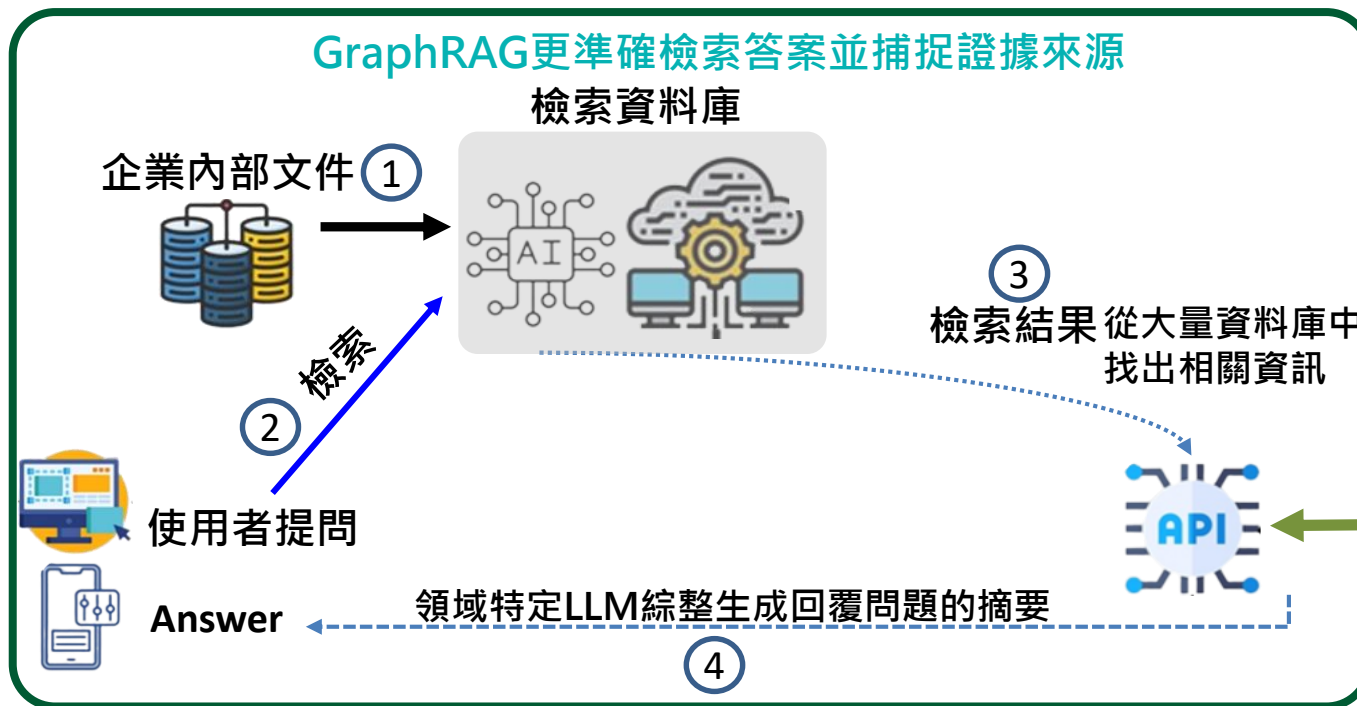 GraphRAG更準確檢索答案並捕捉證據來源
檢索資料庫
企業內部文件 1
AI
3
檢索結果 從大量資料庫中
找出相關資訊
2 檢索
使用者提問
API
Answer
領域特定LLM綜整生成回覆問題的摘要
4